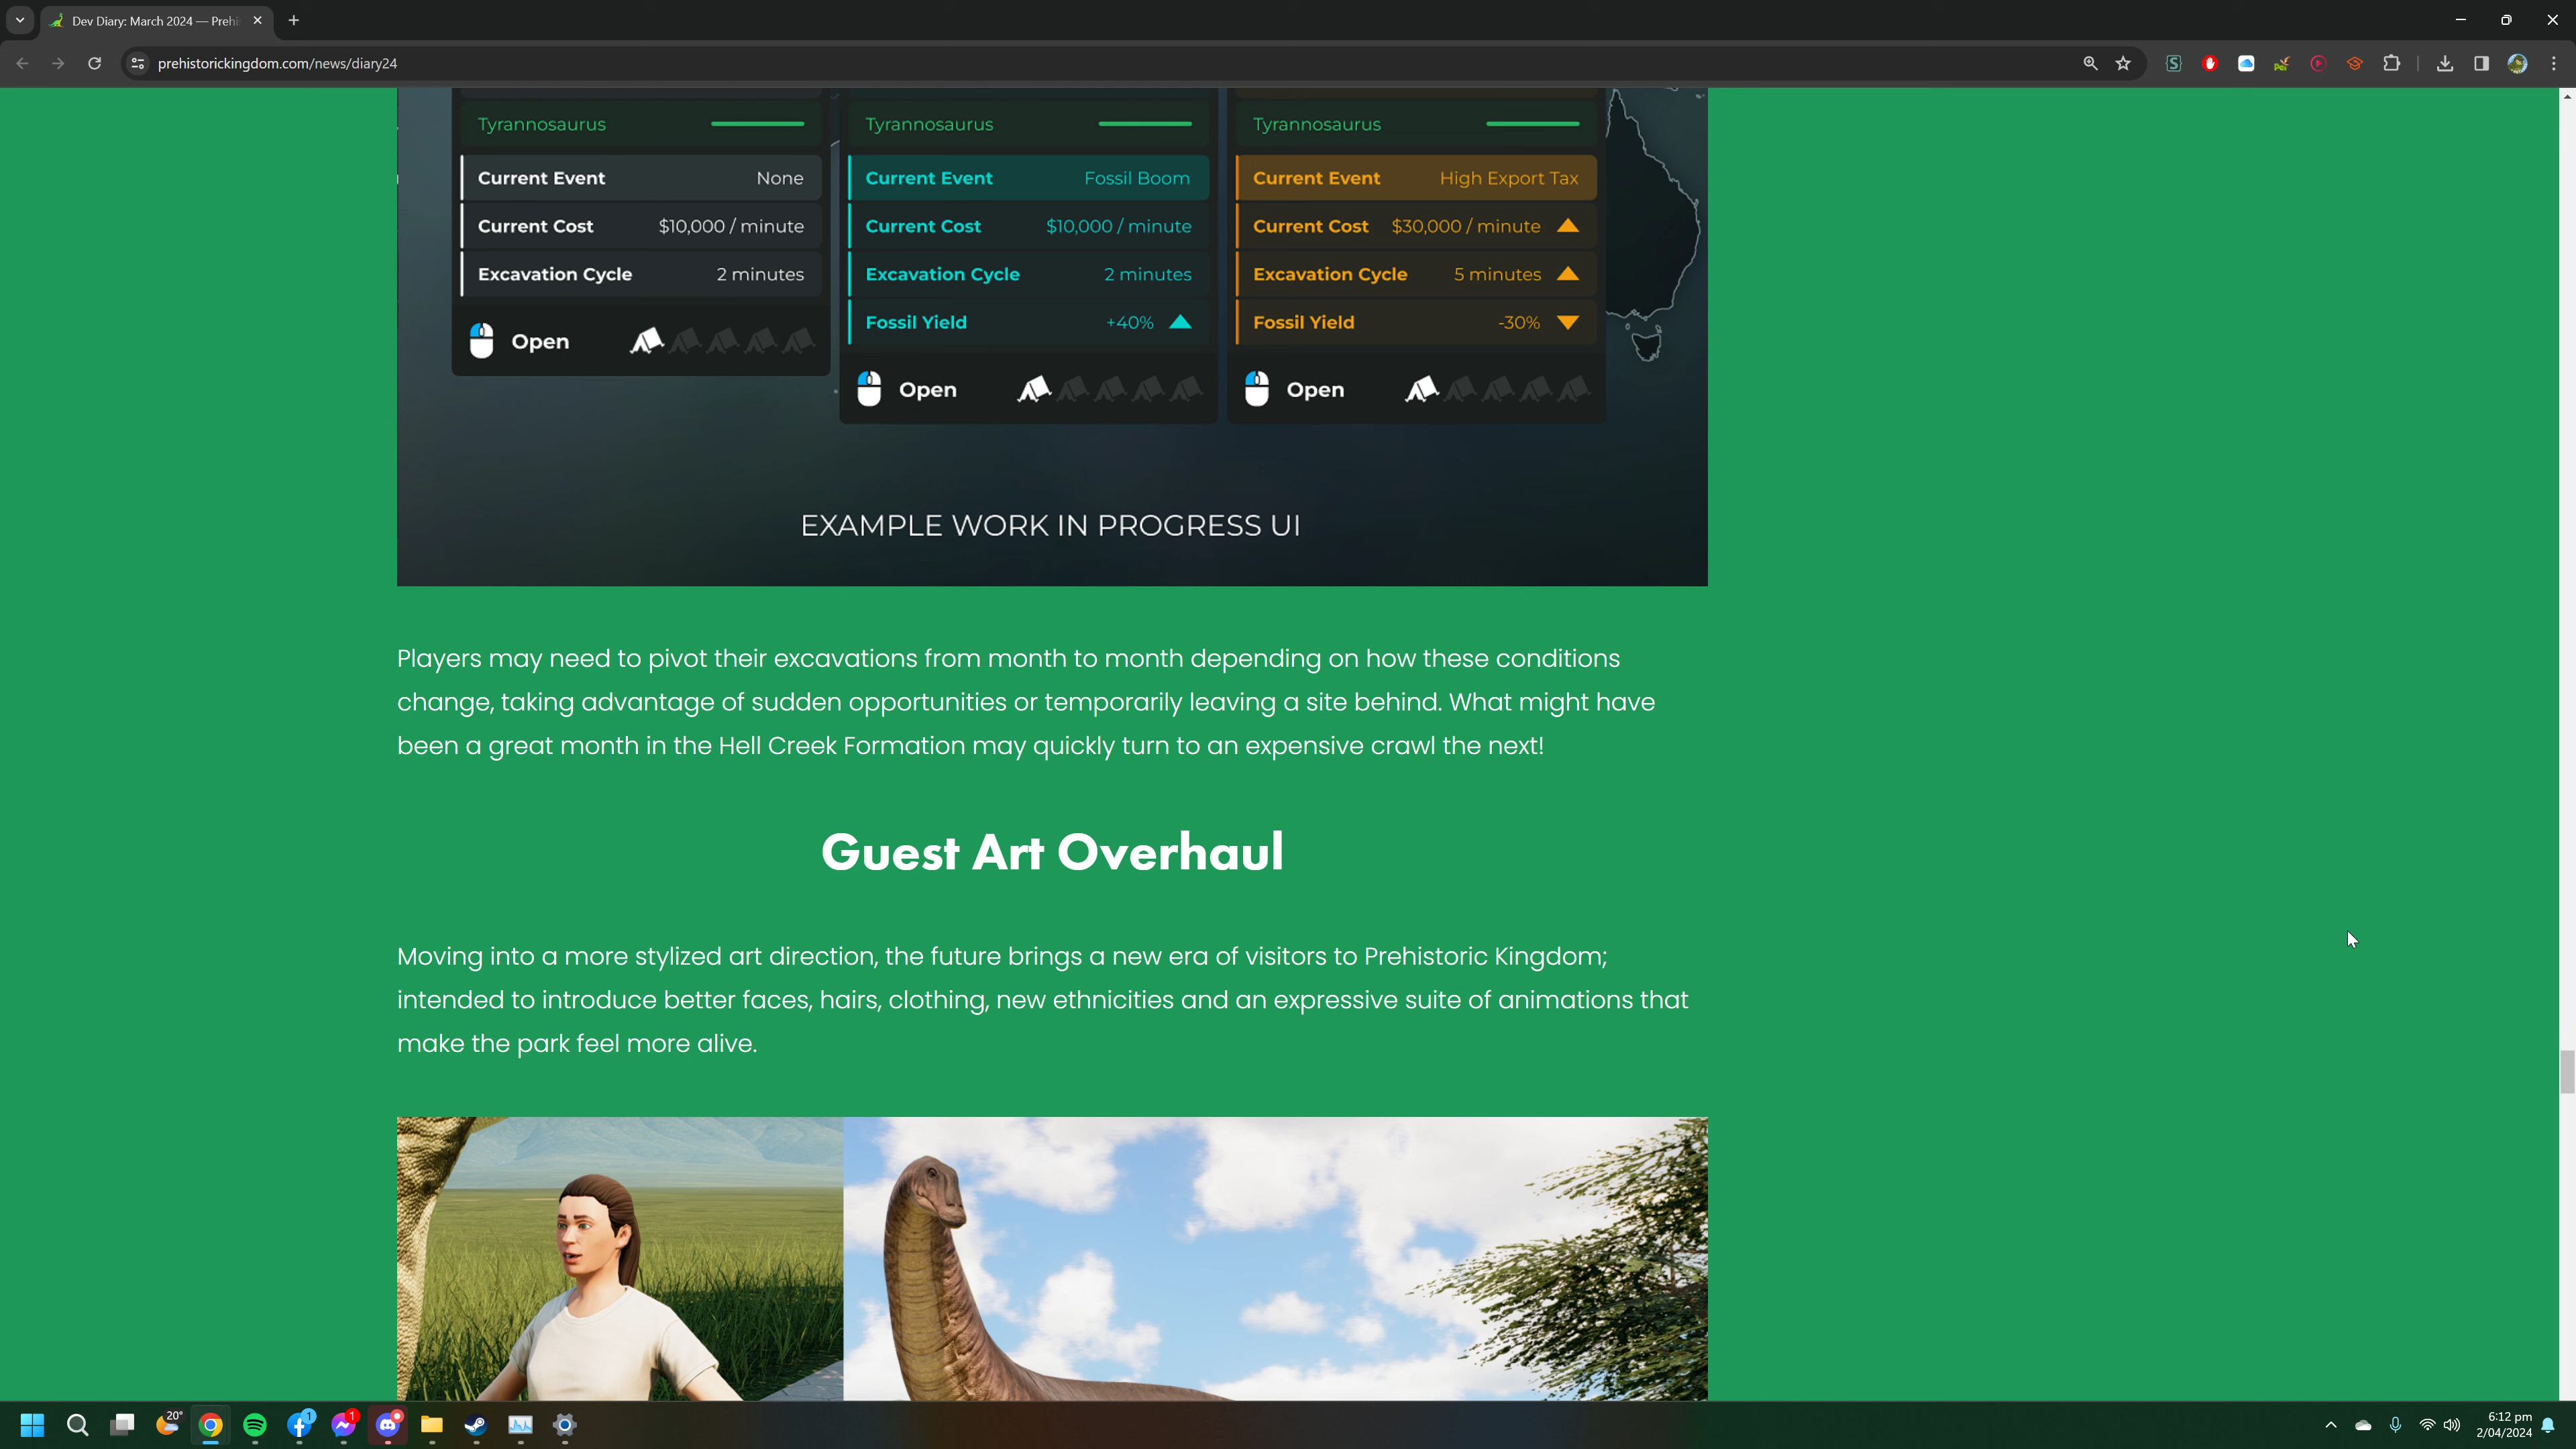 Dev Diary: March 2024 — Prehi
prehistorickingdom.com/news/diary24
Tyrannosaurus
Current Event None
Current Cost $10,000 / minute
Excavation Cycle 2 minutes
Open
Tyrannosaurus
Current Event Fossil Boom
Current Cost $10,000 / minute
Excavation Cycle 2 minutes
Fossil Yield +40%
Open
Tyrannosaurus
Current Event High Export Tax
Current Cost $30,000 / minute
Excavation Cycle 5 minutes
Fossil Yield -30%
Open
EXAMPLE WORK IN PROGRESS UI
Players may need to pivot their excavations from month to month depending on how these conditions
change, taking advantage of sudden opportunities or temporarily leaving a site behind. What might have
been a great month in the Hell Creek Formation may quickly turn to an expensive crawl the next!
Guest Art Overhaul
Moving into a more stylized art direction, the future brings a new era of visitors to Prehistoric Kingdom;
intended to introduce better faces, hairs, clothing, new ethnicities and an expressive suite of animations that
make the park feel more alive.
20°
1
1
6:12 pm
2/04/2024